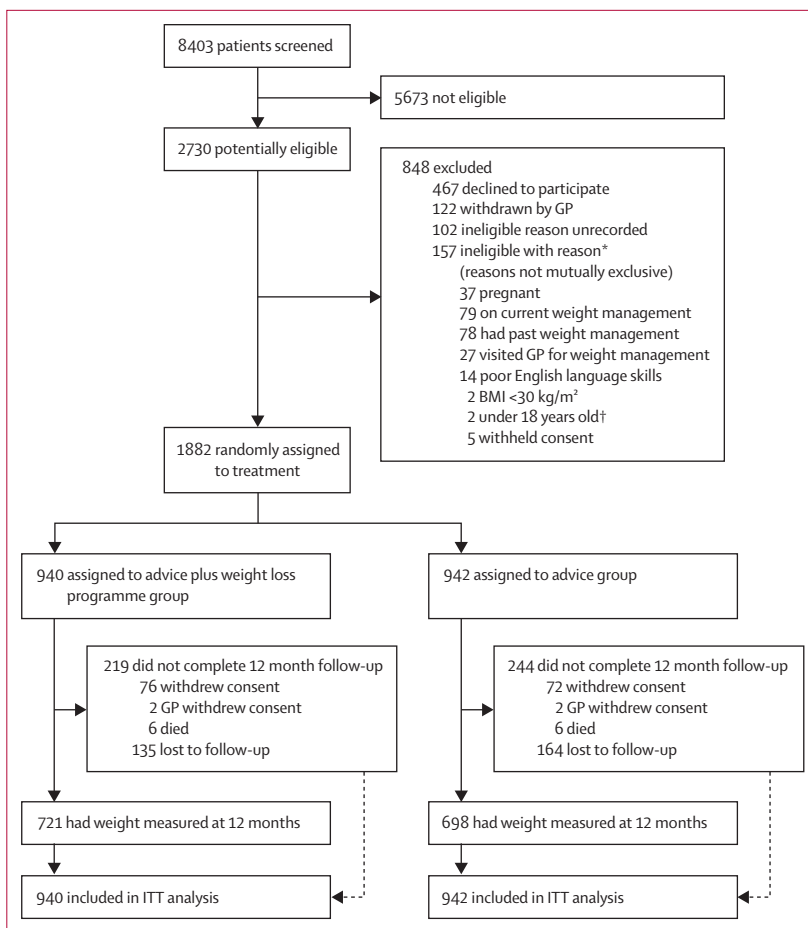 8403 patients screened
5673 not eligible
2730 potentially eligible
848 excluded
467 declined to participate
122 withdrawn by GP
102 ineligible reason unrecorded
157 ineligible with reason*
(reasons not mutually exclusive)
37 pregnant
79 on current weight management
78 had past weight management
27 visited GP for weight management
14 poor English language skills
2 BMI <30 kg/m²
2 under 18 years old†
5 withheld consent
1882 randomly assigned
to treatment
940 assigned to advice plus weight loss
programme group
942 assigned to advice group
219 did not complete 12 month follow-up
76 withdrew consent
2 GP withdrew consent
6 died
135 lost to follow-up
244 did not complete 12 month follow-up
72 withdrew consent
2 GP withdrew consent
6 died
164 lost to follow-up
721 had weight measured at 12 months
698 had weight measured at 12 months
940 included in ITT analysis
942 included in ITT analysis